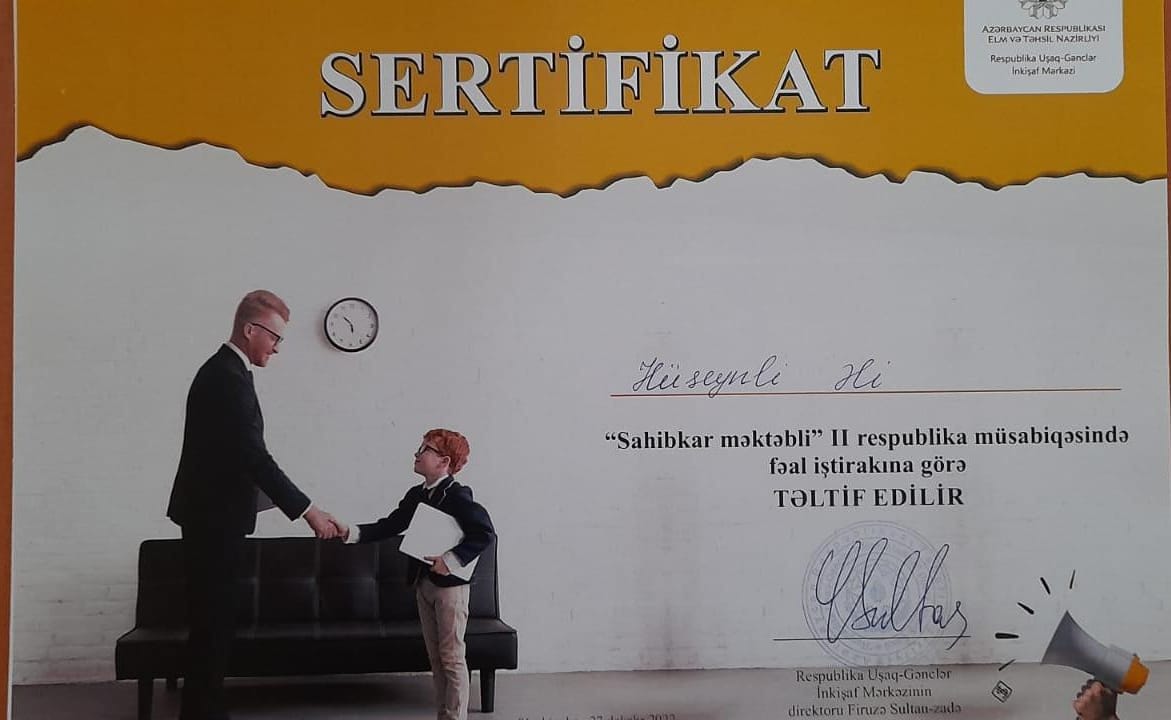 AZƏRBAYCAN RESPUBLİKASI
ELM VƏ TƏHSİL NAZİRLİYİ
Respublika Uşaq-Gənclər
İnkişaf Mərkəzi
SERTİFİKAT
Hüseynli Əli
“Sahibkar məktəbli” II respublika müsabiqəsində
fəal iştirakına görə
TƏLTİF EDİLİR
Respublika Uşaq-Gənclər
İnkişaf Mərkəzinin
direktoru Firuzə Sultan-zadə